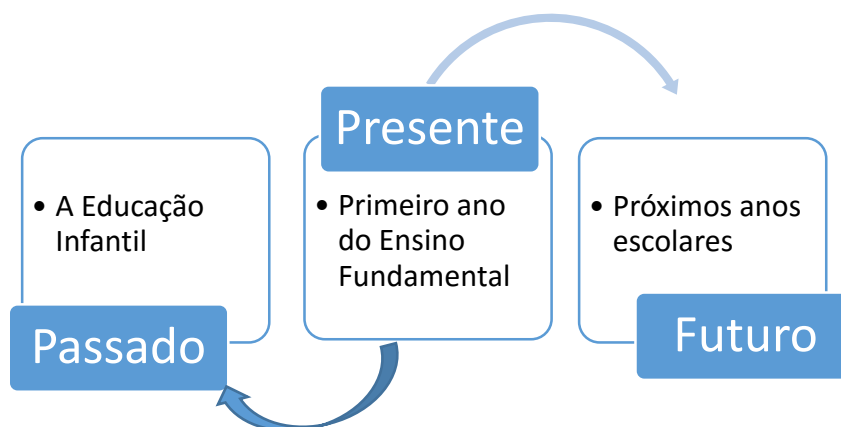 • A Educação
Infantil
Passado
Presente
• Primeiro ano
do Ensino
Fundamental
• Próximos anos
escolares
Futuro